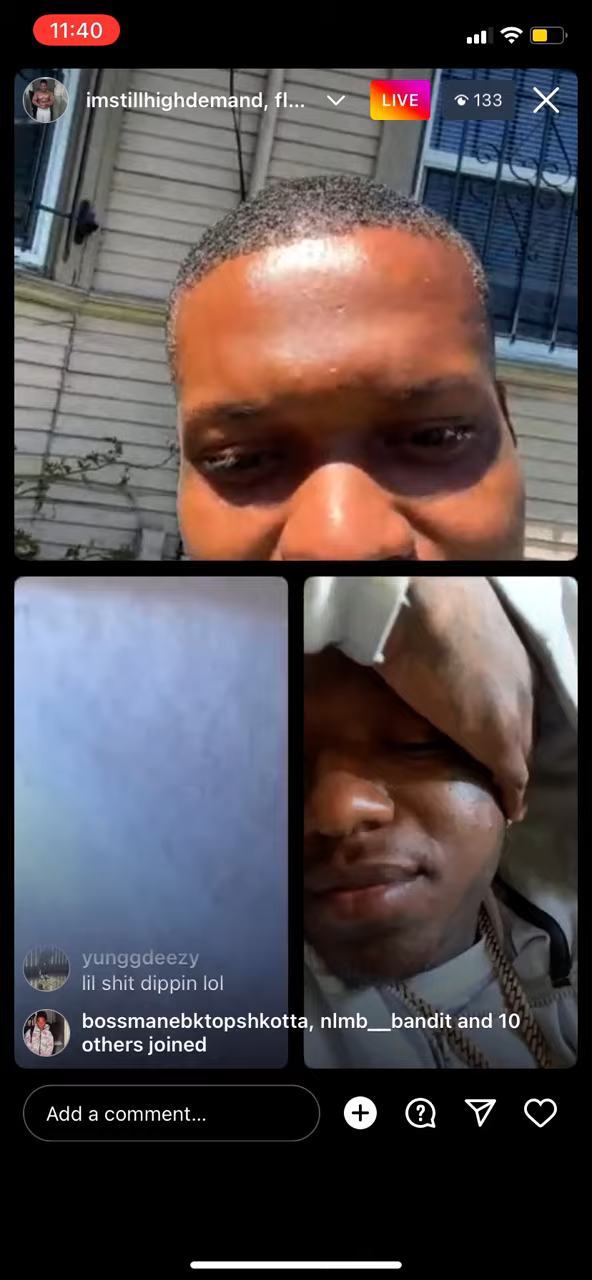 11:40
imstillhighdemand, fl...
LIVE
133
yunggdeezy
lil shit dippin lol
bossmanebktopshkotta, nlmb__bandit and 10
others joined
Add a comment...